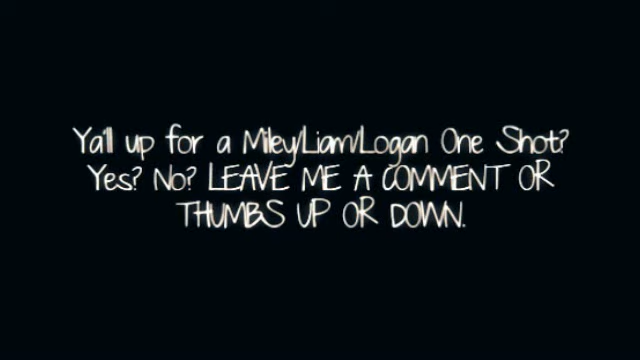 Ya'll up for a Miley/Liam/Logan One Shot?
Yes? No? LEAVE ME A COMMENT OR
THUMBS UP OR DOWN.